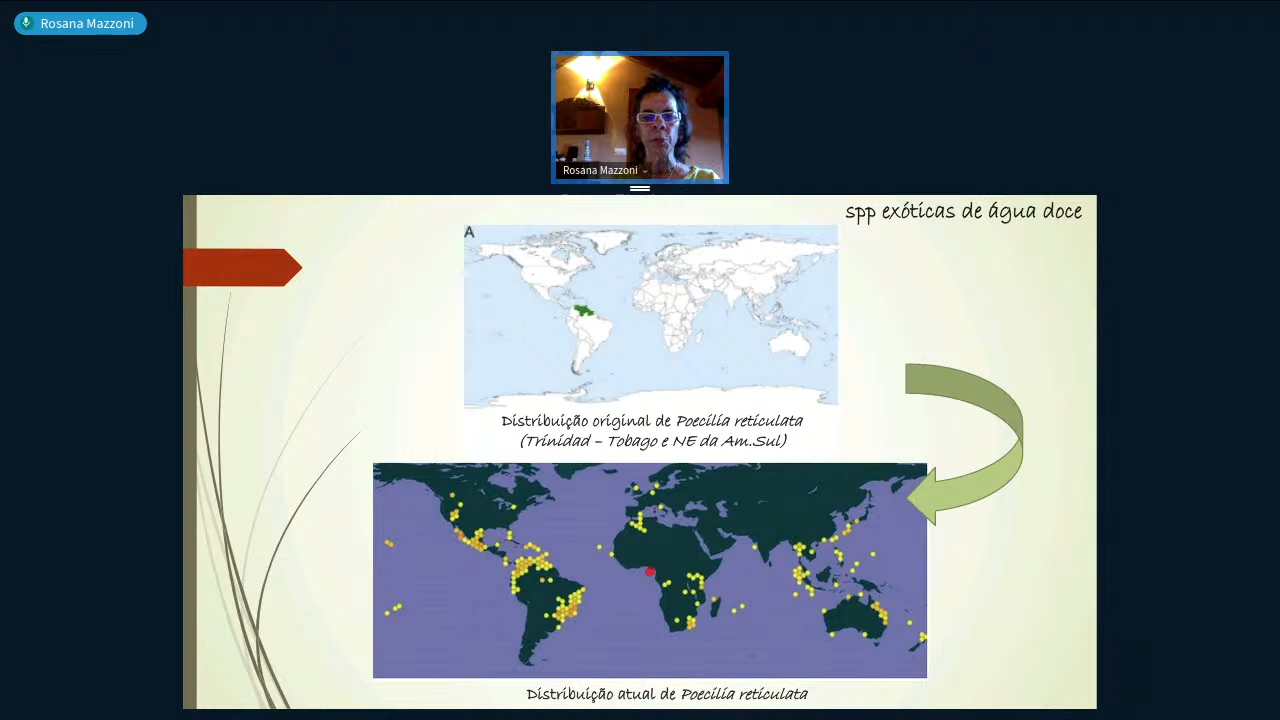 Rosana Mazzoni
Rosana Mazzoni
spp exóticas de água doce
A
Distribuição original de Poecilia reticulata
(Trinidad – Tobago e NE da Am.Sul)
Distribuição atual de Poecilia reticulata